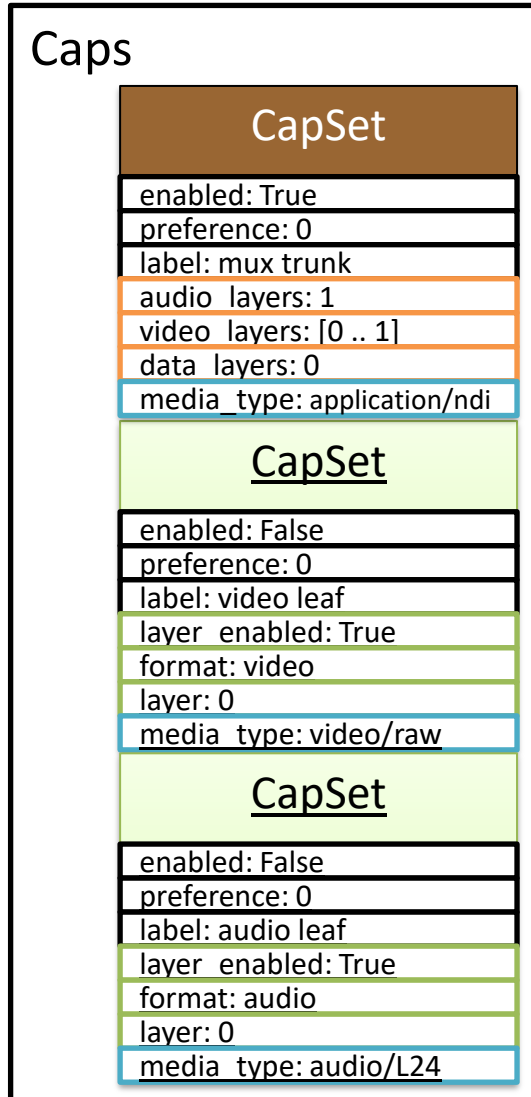 Caps
CapSet
enabled: True
preference: 0
label: mux trunk
audio_layers: 1
video_layers: [0 .. 1]
data_layers: 0
media_type: application/ndi
CapSet
enabled: False
preference: 0
label: video leaf
layer_enabled: True
format: video
layer: 0
media_type: video/raw
CapSet
enabled: False
preference: 0
label: audio leaf
layer_enabled: True
format: audio
layer: 0
media_type: audio/L24